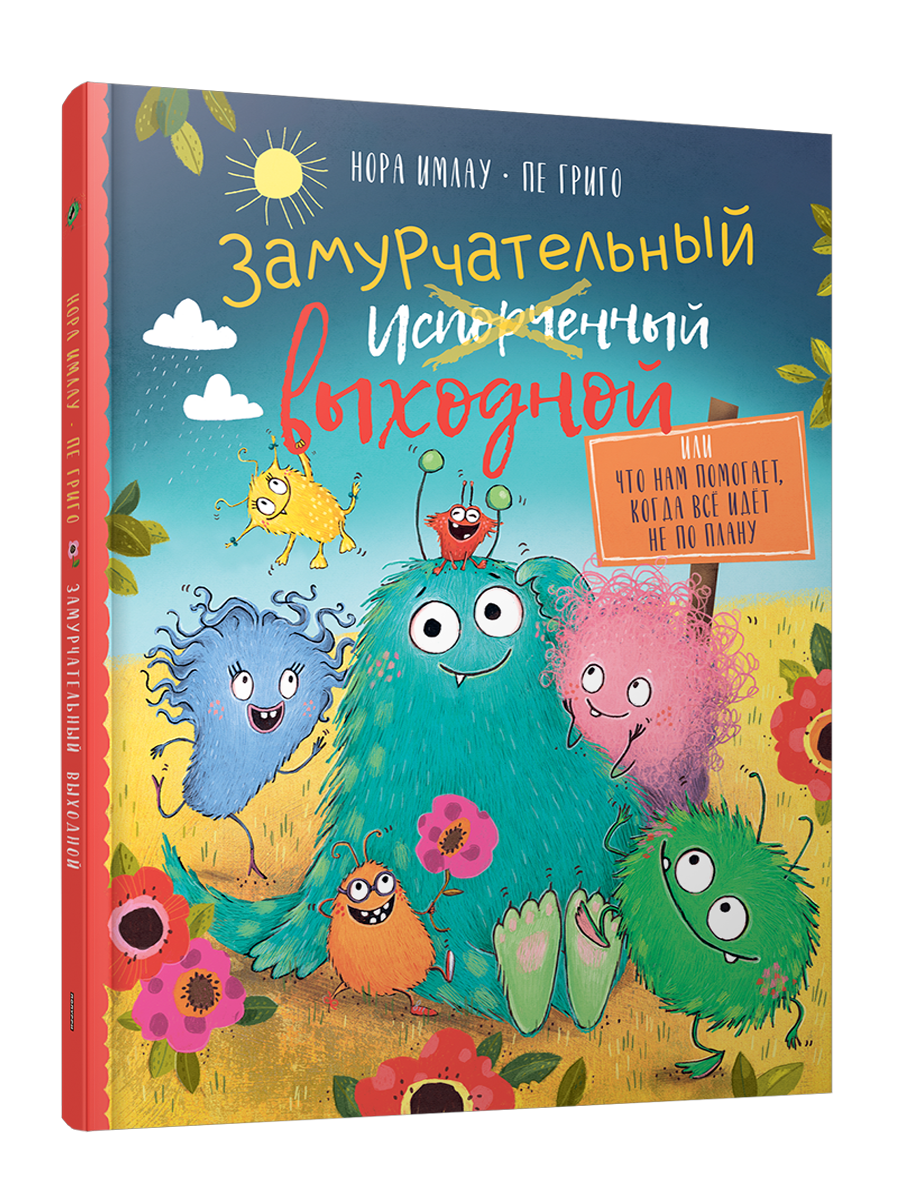 НОРА ИМЛАУ · ПЕ ГРИГО
ЗАМУРЧАТЕЛЬНЫЙ
Испорченный
выходной
ИЛИ
ЧТО НАМ ПОМОГАЕТ,
КОГДА ВСЁ ИДЁТ
НЕ ПО ПЛАНУ
НОРА ИМЛАУ · ПЕ ГРИГО ЗАМУРЧАТЕЛЬНЫЙ ВЫХОДНОЙ